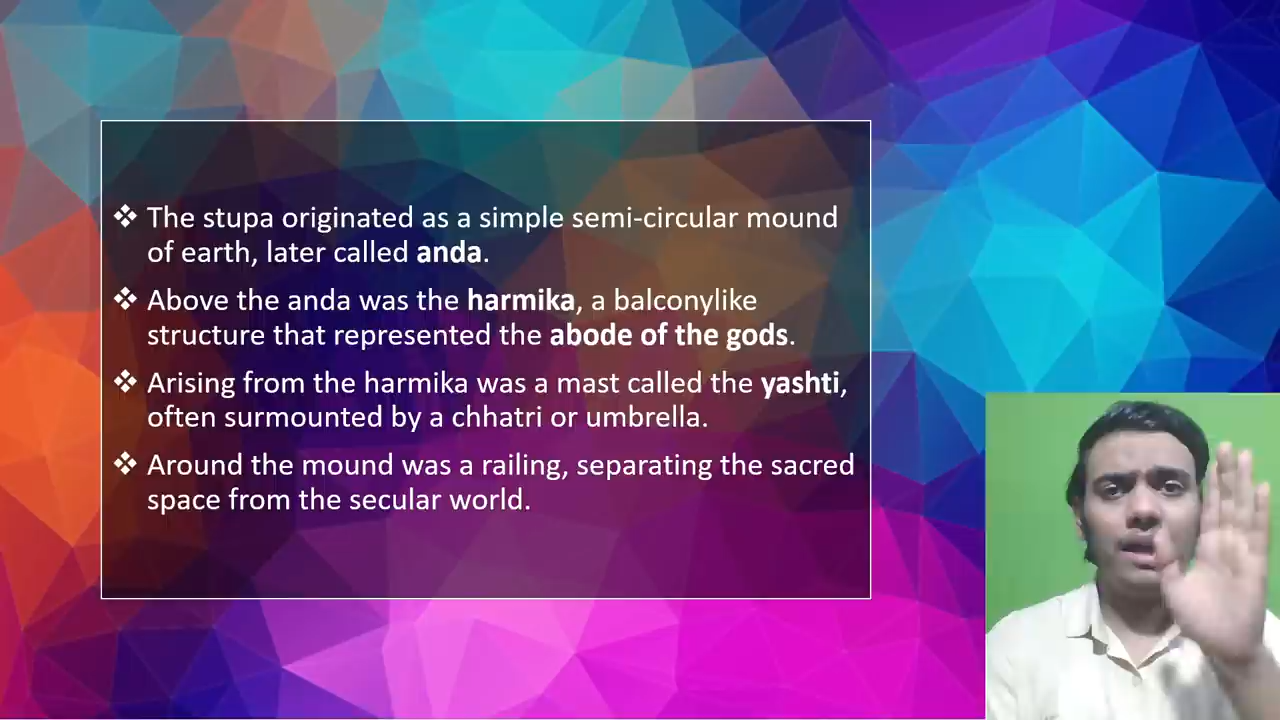 ❖ The stupa originated as a simple semi-circular mound
of earth, later called anda.
❖ Above the anda was the harmika, a balconylike
structure that represented the abode of the gods.
❖ Arising from the harmika was a mast called the yashti,
often surmounted by a chhatri or umbrella.
❖ Around the mound was a railing, separating the sacred
space from the secular world.